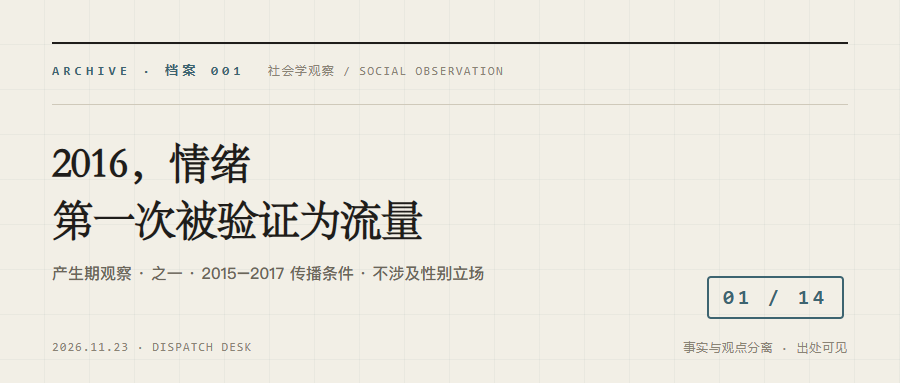 ARCHIVE · 档案 001 社会学观察 / SOCIAL OBSERVATION
2016，情绪
第一次被验证为流量
产生期观察 · 之一 · 2015—2017 传播条件 · 不涉及性别立场
01 / 14
2026.11.23 · DISPATCH DESK
事实与观点分离 · 出处可见